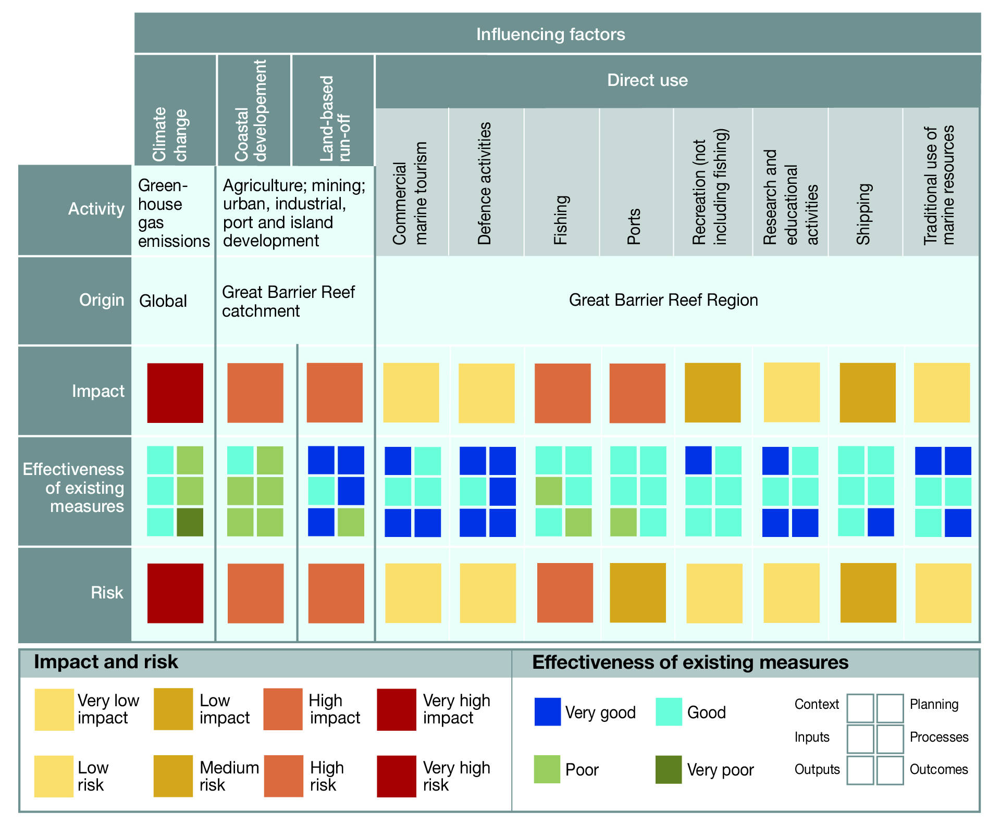 Influencing factors
Climate
change
Coastal
developement
Land-based
run-off
Direct use
Commercial
marine tourism
Defence activities
Fishing
Ports
Recreation (not
including fishing)
Research and
educational
activities
Shipping
Traditional use of
marine resources
Activity
Green-
house
gas
emissions
Agriculture; mining;
urban, industrial,
port and island
development
Origin
Global
Great Barrier Reef
catchment
Great Barrier Reef Region
Impact
Effectiveness
of existing
measures
Risk
Impact and risk
Very low
impact
Low
impact
High
impact
Very high
impact
Low
risk
Medium
risk
High
risk
Very high
risk
Effectiveness of existing measures
Very good
Good
Poor
Very poor
Context
Planning
Inputs
Processes
Outputs
Outcomes